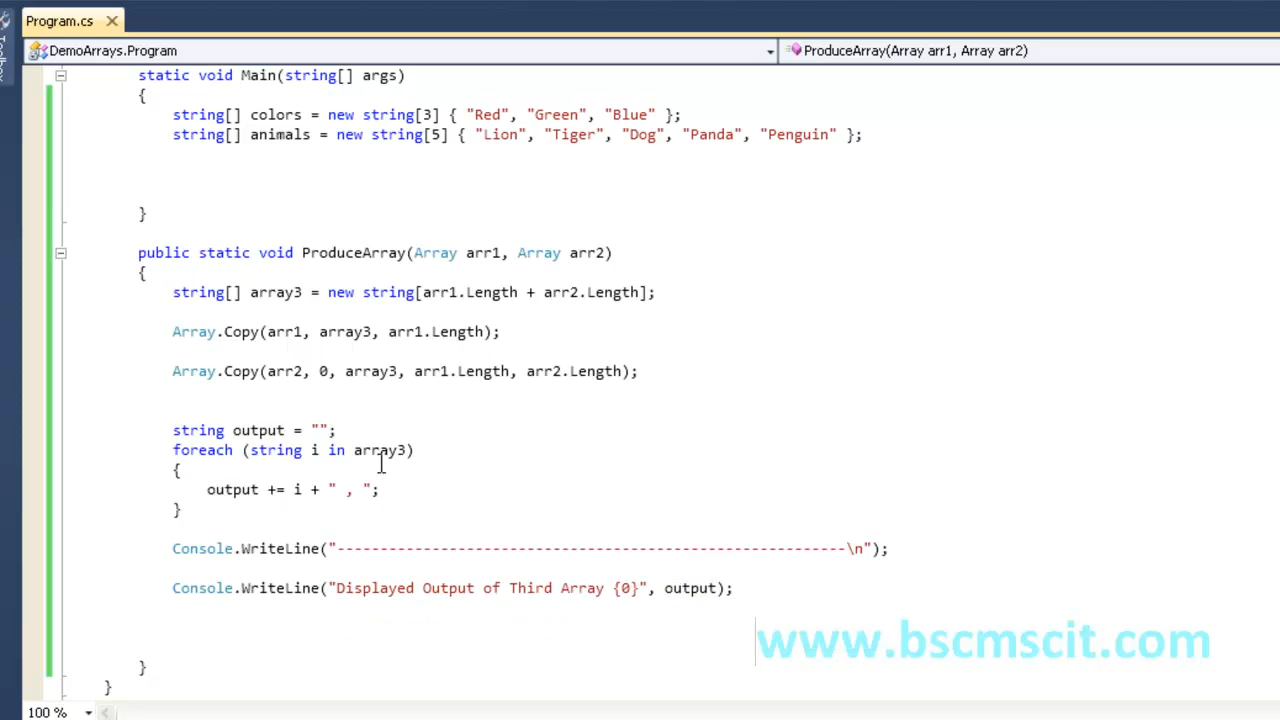 Program.cs
Toolbox
DemoArrays.Program
ProduceArray(Array arr1, Array arr2)
static void Main(string[] args)
{
string[] colors = new string[3] { "Red", "Green", "Blue" };
string[] animals = new string[5] { "Lion", "Tiger", "Dog", "Panda", "Penguin" };
}
public static void ProduceArray(Array arr1, Array arr2)
{
string[] array3 = new string[arr1.Length + arr2.Length];
Array.Copy(arr1, array3, arr1.Length);
Array.Copy(arr2, 0, array3, arr1.Length, arr2.Length);
string output = "";
foreach (string i in array3)
{
output += i + " , ";
}
Console.WriteLine("-----------------------------------------------------------\n");
Console.WriteLine("Displayed Output of Third Array {0}", output);
www.bscmscit.com
}
}
100 %